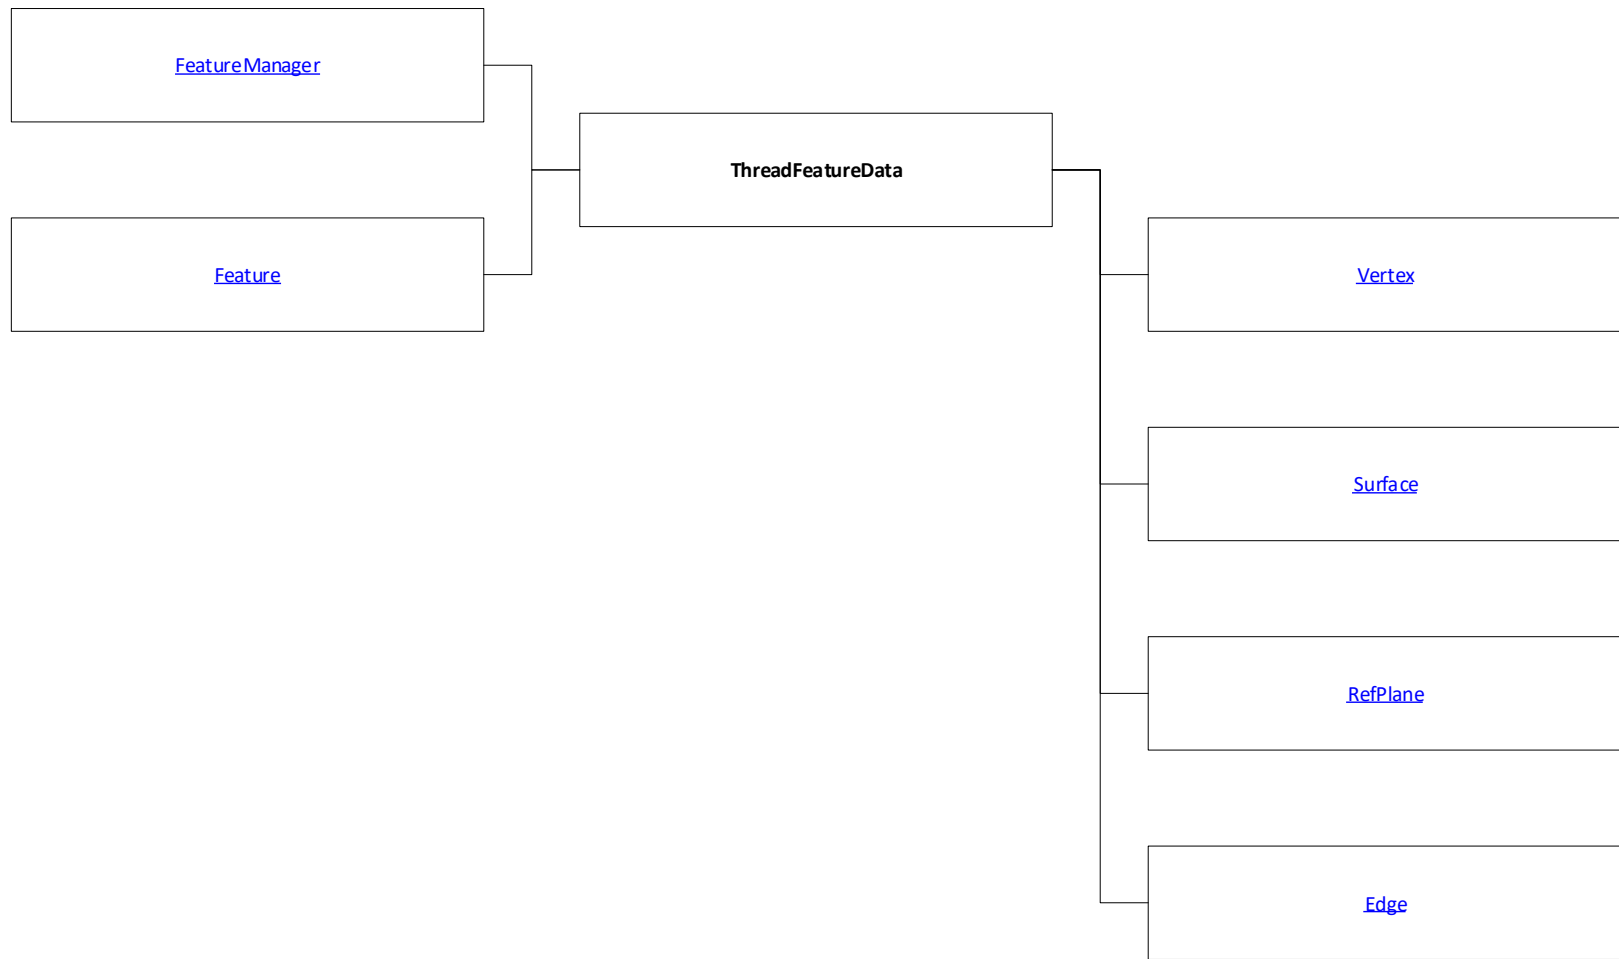 FeatureManager
ThreadFeatureData
Feature
Vertex
Surface
RefPlane
Edge